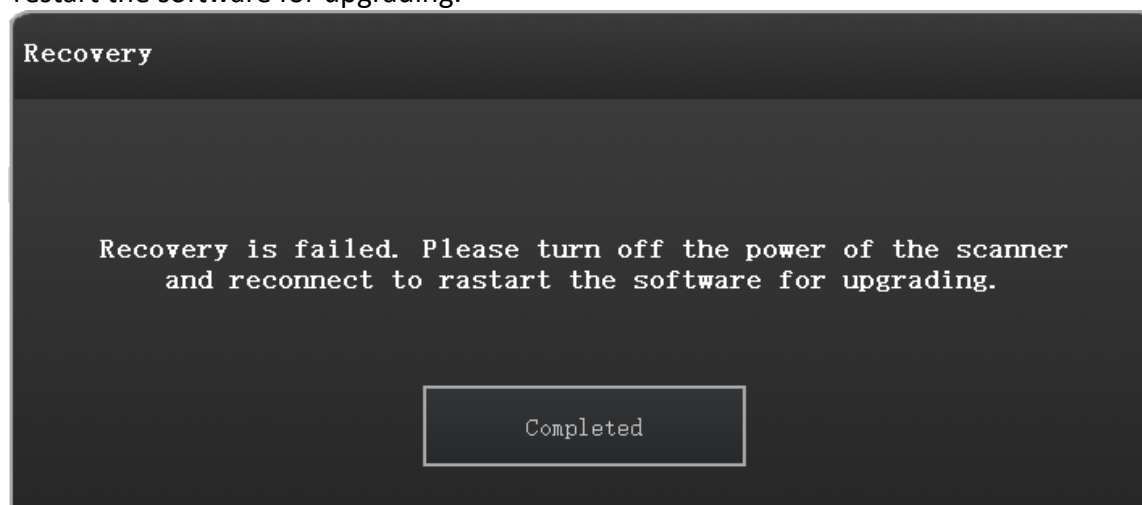 restart the software for upgrading.
Recovery
Recovery is failed. Please turn off the power of the scanner
and reconnect to rastart the software for upgrading.
Completed